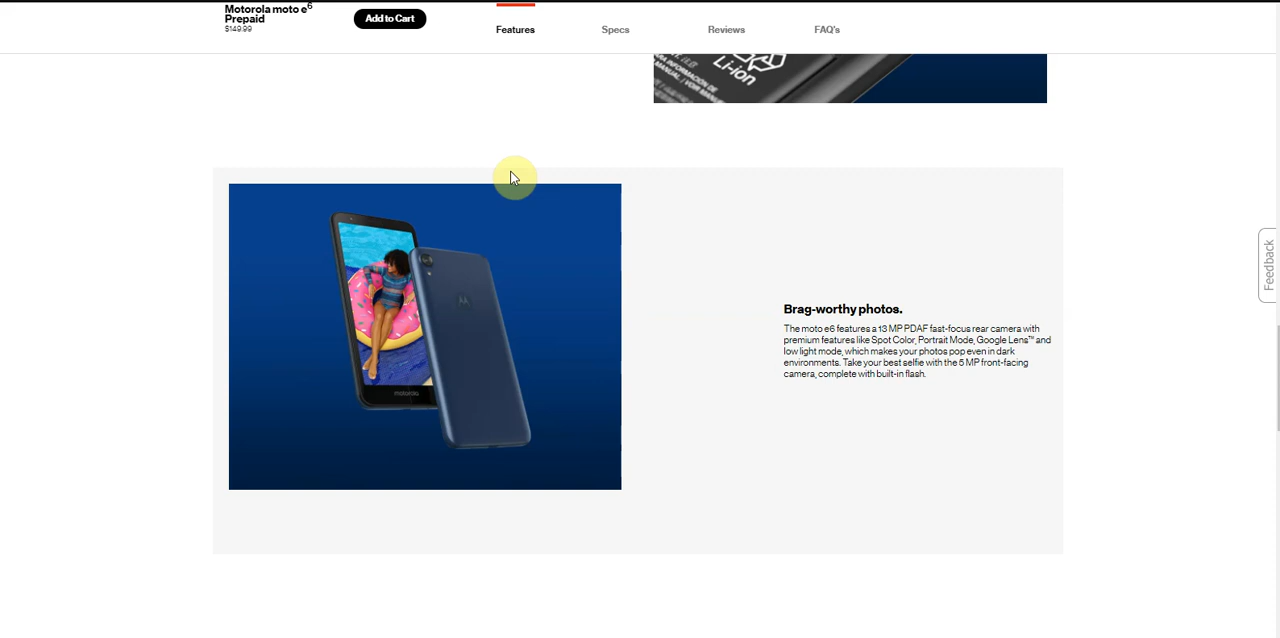 Motorola moto e6
Prepaid
$149.99
Add to Cart
Features
Specs
Reviews
FAQ's
Li-ion
Brag-worthy photos.
The moto e6 features a 13 MP PDAF fast-focus rear camera with
premium features like Spot Color, Portrait Mode, Google Lens™ and
low light mode, which makes your photos pop even in dark
environments. Take your best selfie with the 5 MP front-facing
camera, complete with built-in flash.
motorola
Feedback